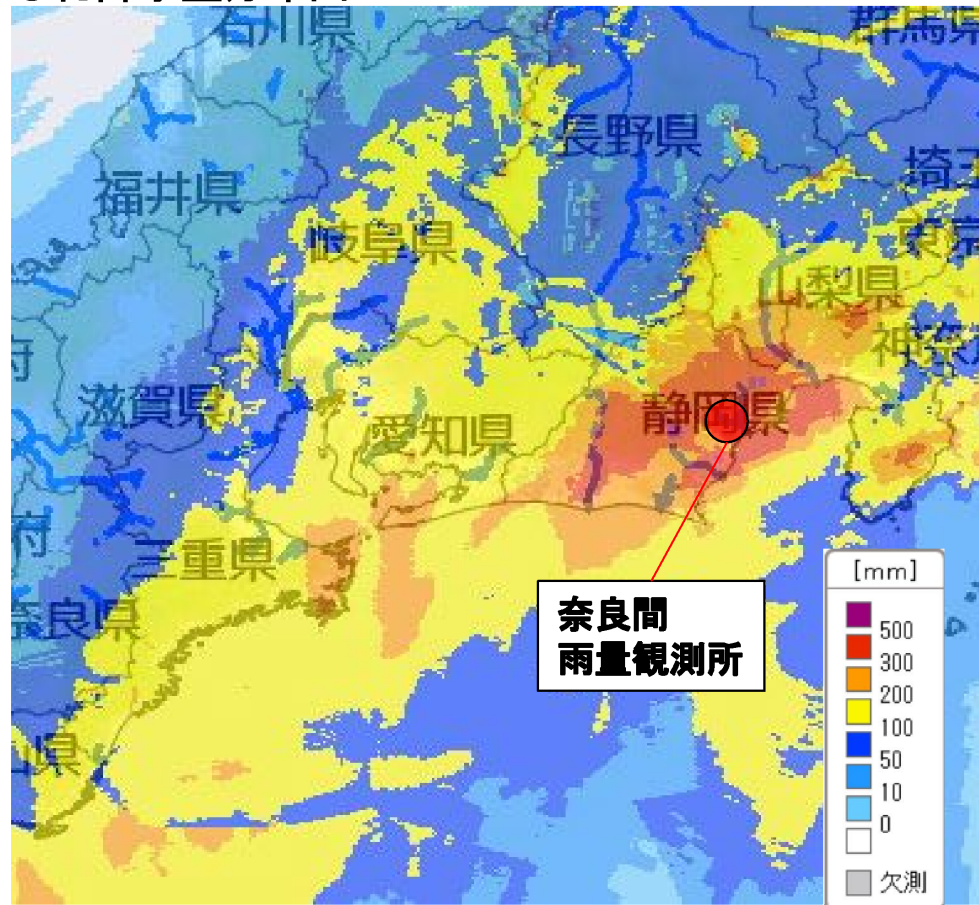 石川県
群馬県
長野県
福井県
埼玉
岐阜県
東京
山梨県
府
神奈
滋賀県
静岡県
愛知県
府
三重県
[mm]
奈良間
雨量観測所
奈良県
500
300
200
100
50
10
0
山県
欠測